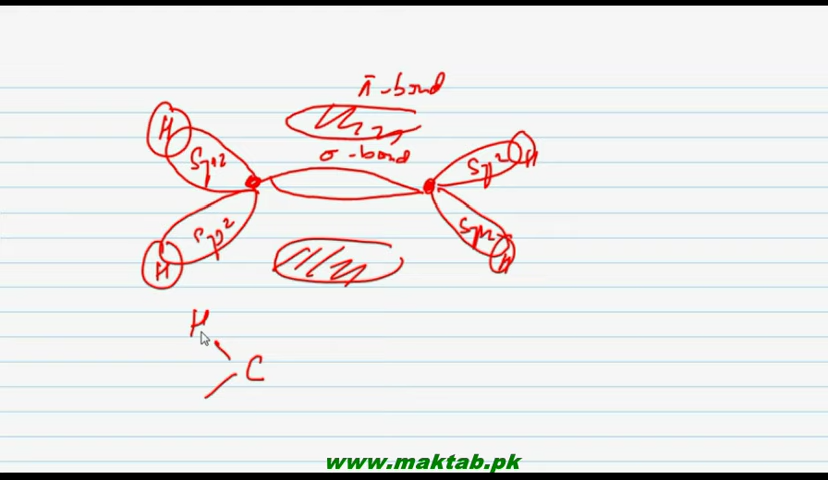 π-bond
σ-bond
H
Sp2
Sp2
H
Sp2
H
Sp2
H
H
C
www.maktab.pk